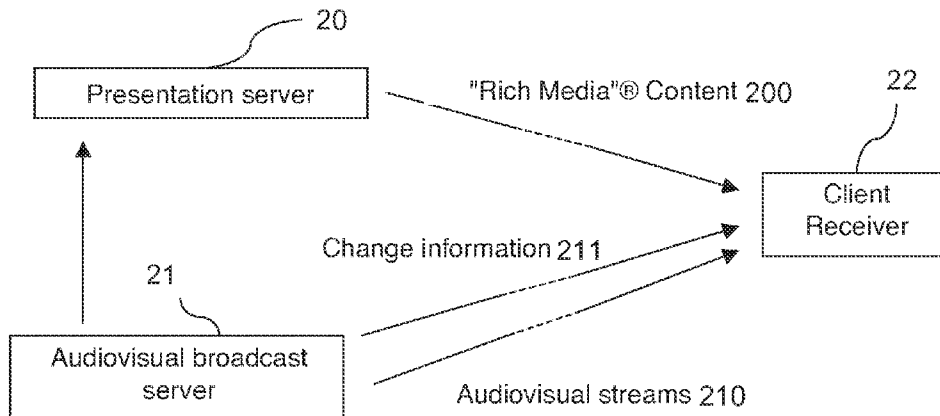 20
Presentation server
"Rich Media"® Content 200
22
Client
Receiver
Change information 211
21
Audiovisual broadcast
server
Audiovisual streams 210